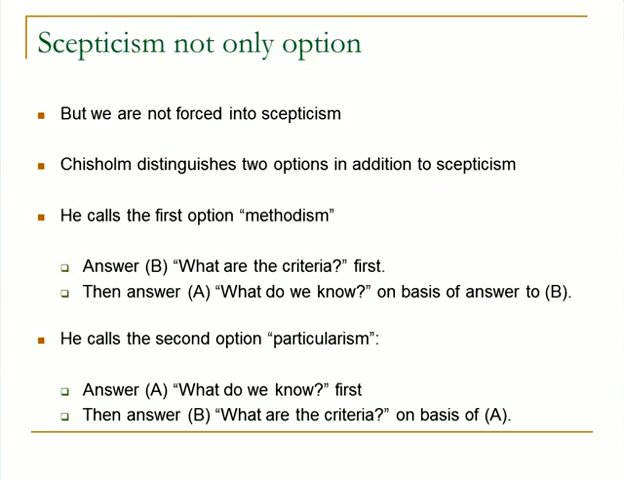 Scepticism not only option
But we are not forced into scepticism
Chisholm distinguishes two options in addition to scepticism
He calls the first option “methodism”
Answer (B) “What are the criteria?” first.
Then answer (A) “What do we know?” on basis of answer to (B).
He calls the second option “particularism”:
Answer (A) “What do we know?” first
Then answer (B) “What are the criteria?” on basis of (A).